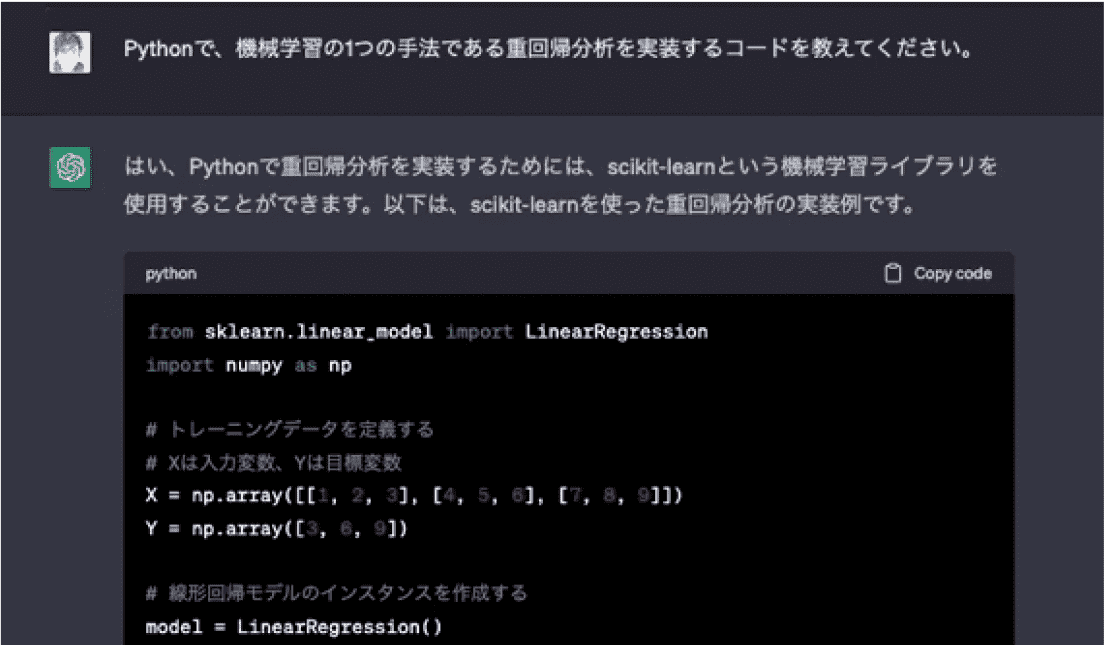 Pythonで、機械学習の1つの手法である重回帰分析を実装するコードを教えてください。
はい、Pythonで重回帰分析を実装するためには、scikit-learnという機械学習ライブラリを
使用することができます。以下は、scikit-learnを使った重回帰分析の実装例です。
python
Copy code
from sklearn.linear_model import LinearRegression
import numpy as np
# トレーニングデータを定義する
# Xは入力変数、Yは目標変数
X = np.array([[1, 2, 3], [4, 5, 6], [7, 8, 9]])
Y = np.array([3, 6, 9])
# 線形回帰モデルのインスタンスを作成する
model = LinearRegression()